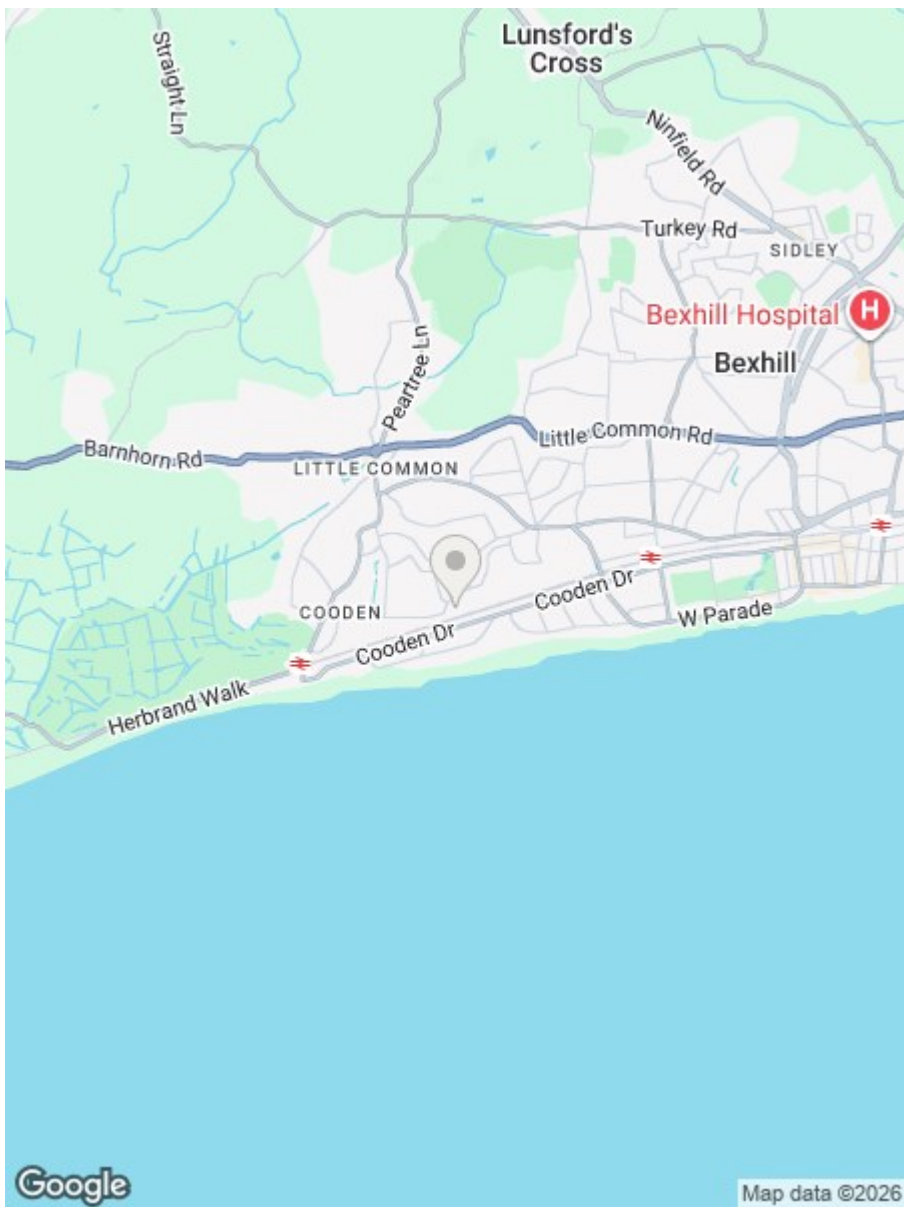 Lunsford's
Cross
Straight Ln
Ninfield Rd
Turkey Rd
SIDLEY
Bexhill Hospital
H
Bexhill
Peartree Ln
Little Common Rd
Barnhorn Rd
LITTLE COMMON
COODEN
Cooden Dr
Cooden Dr
W Parade
Herbrand Walk
Google
Map data ©2026